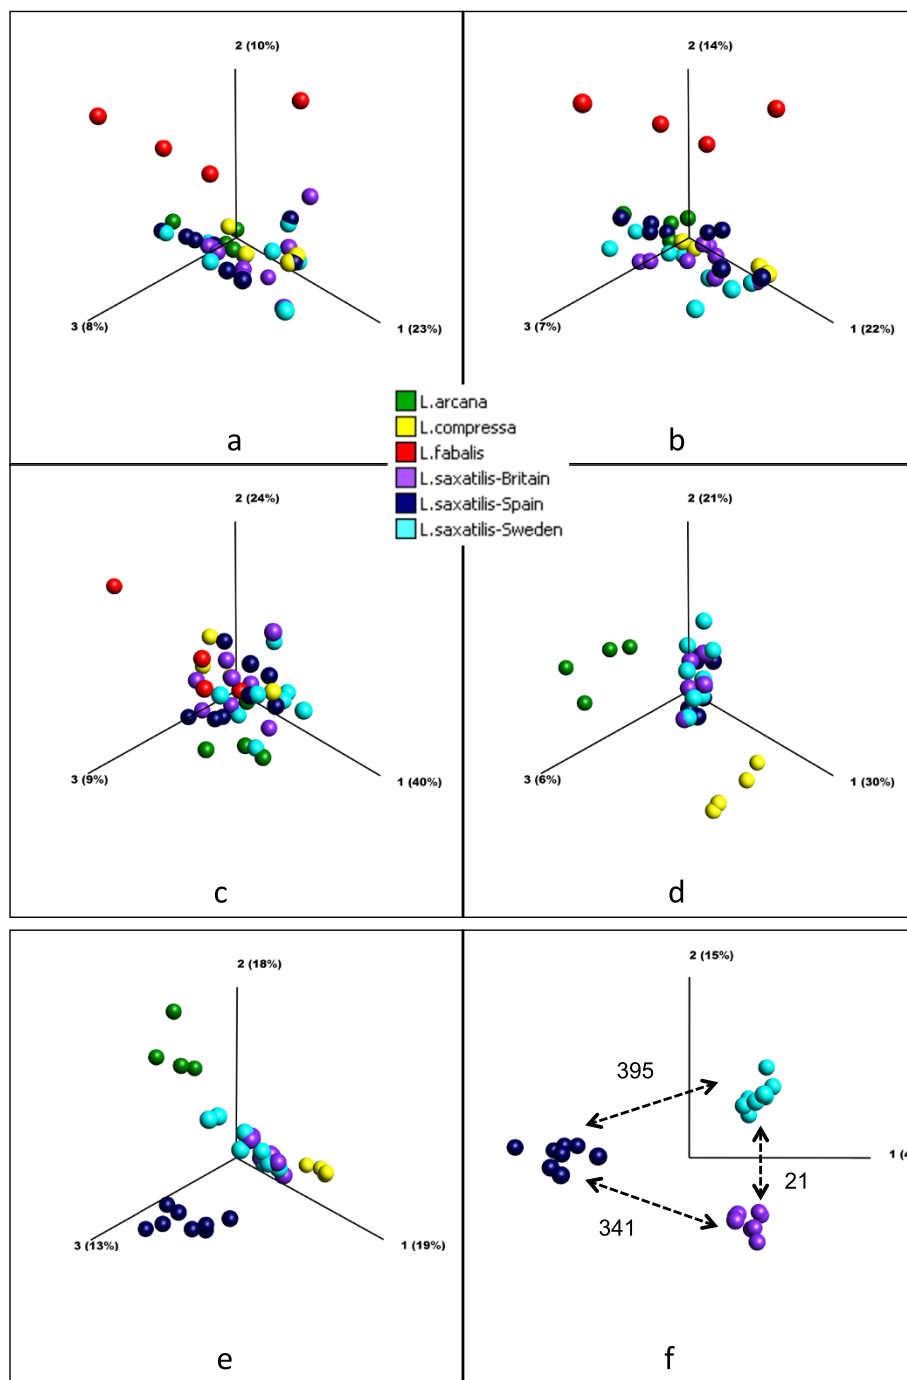 2 (10%)
3 (8%)
1 (23%)
a
2 (14%)
3 (7%)
1 (22%)
b
L.arcana
L.compressa
L.fabalis
L.saxatilis-Britain
L.saxatilis-Spain
L.saxatilis-Sweden
2 (24%)
3 (9%)
1 (40%)
c
2 (21%)
3 (6%)
1 (30%)
d
2 (18%)
3 (13%)
1 (19%)
e
2 (15%)
395
1 (4
21
341
f